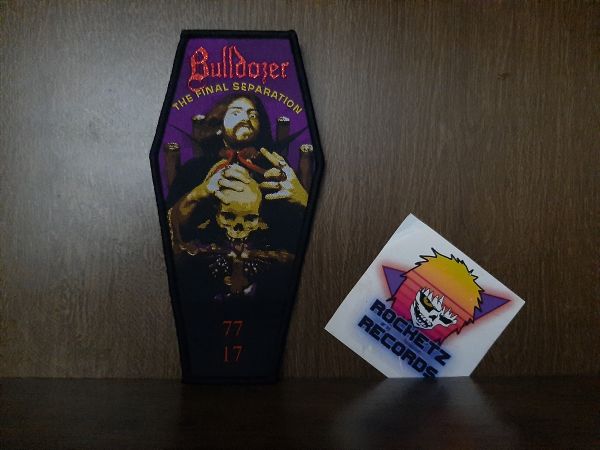 Bulldozer
THE FINAL SEPARATION
77
17
ROCKETZ
RECORDS